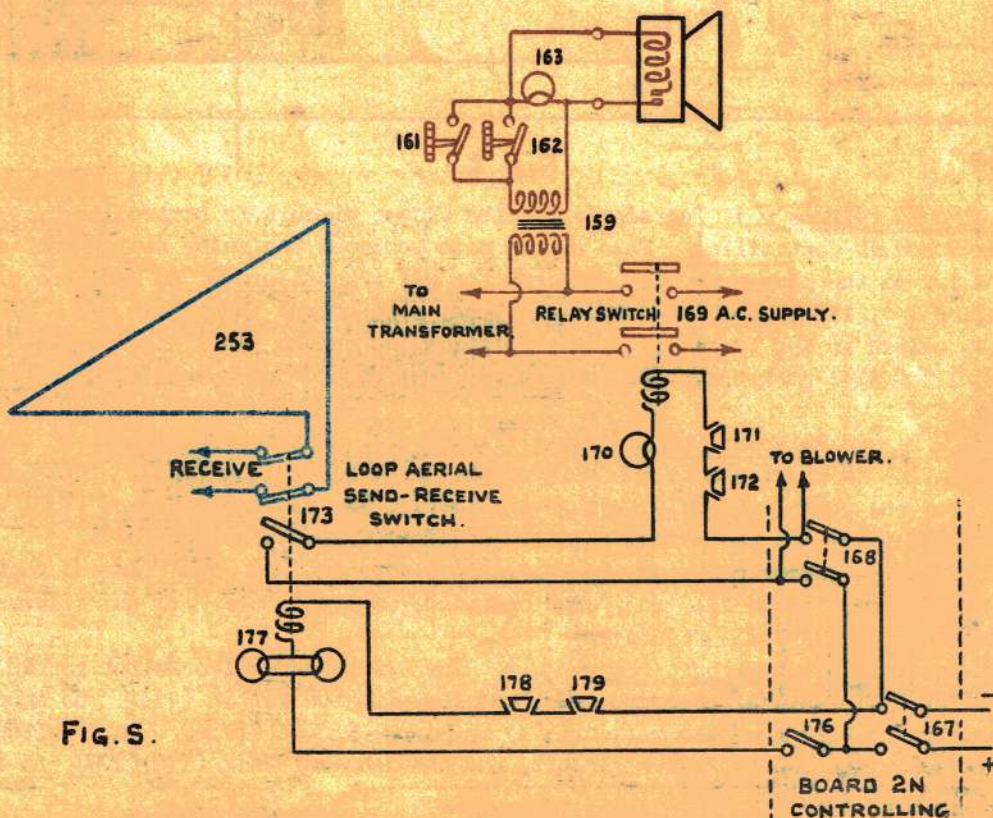 163
161
162
159
TO
MAIN
TRANSFORMER.
RELAY SWITCH
169 A.C. SUPPLY.
253
170
171
172
TO BLOWER.
RECEIVE
LOOP AERIAL
SEND-RECEIVE
SWITCH.
173
168
177
178
179
176
167
−
+
FIG. S.
BOARD 2N
CONTROLLING